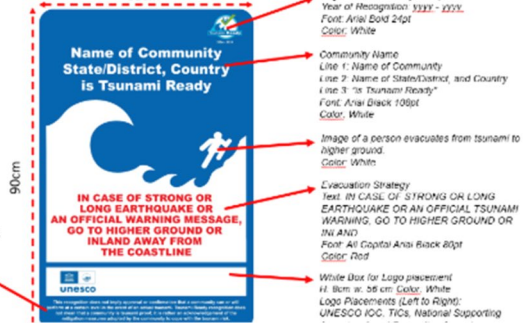 Year of Recognition: yyyy - yyyy
Font: Arial Bold 24pt
Color: White
Name of Community
State/District, Country
is Tsunami Ready
Community Name
Line 1: Name of Community
Line 2: Name of State/District, and Country
Line 3: "is Tsunami Ready"
Font: Arial Black 108pt
Color: White
Image of a person evacuates from tsunami to
higher ground.
Color: White
90cm
IN CASE OF STRONG OR
LONG EARTHQUAKE OR
AN OFFICIAL WARNING MESSAGE,
GO TO HIGHER GROUND OR
INLAND AWAY FROM
THE COASTLINE
Evacuation Strategy
Text: IN CASE OF STRONG OR LONG
EARTHQUAKE OR AN OFFICIAL TSUNAMI
WARNING, GO TO HIGHER GROUND OR
INLAND
Font: All Capital Arial Black 80pt
Color: Red
unesco
White Box for Logo placement
H. 8cm w. 56 cm Color: White
Logo Placements (Left to Right):
UNESCO IOC, TICs, National Supporting